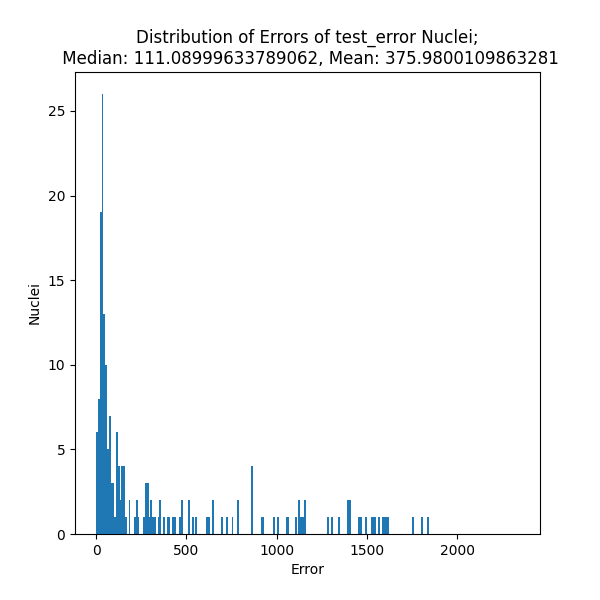 Distribution of Errors of test_error Nuclei;
Median: 111.08999633789062, Mean: 375.9800109863281
25
20
15
10
5
0
Nuclei
0 500 1000 1500 2000
Error